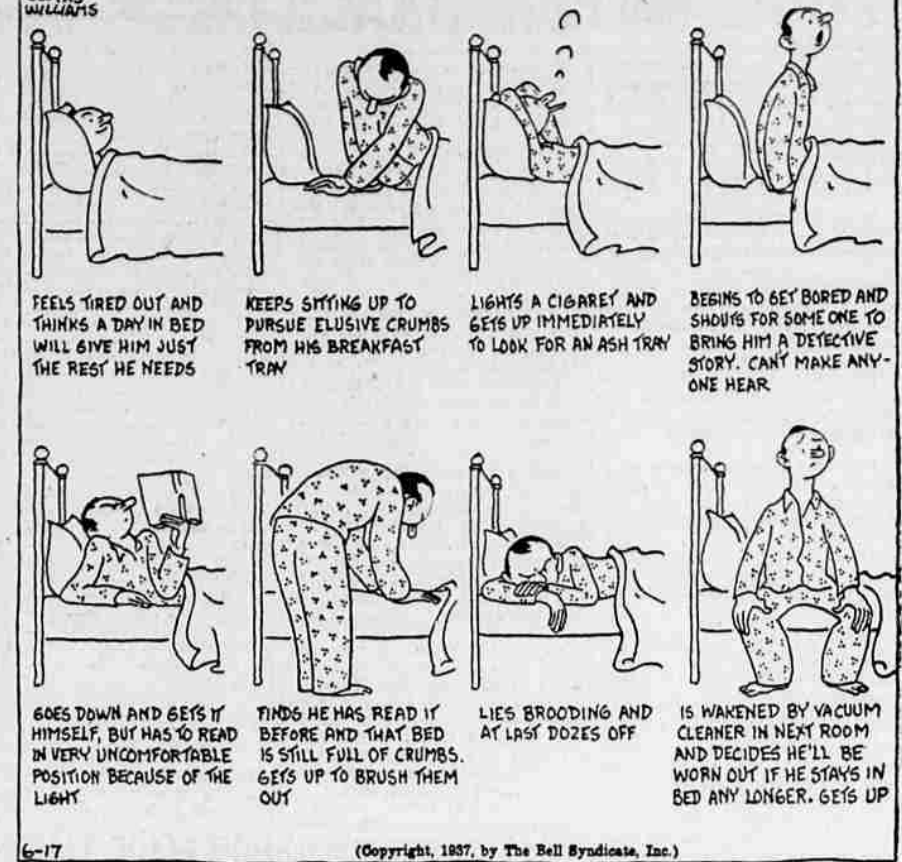 WILLIAMS
FEELS TIRED OUT AND
THINKS A DAY IN BED
WILL GIVE HIM JUST
THE REST HE NEEDS
KEEPS SITTING UP TO
PURSUE ELUSIVE CRUMBS
FROM HIS BREAKFAST
TRAY
LIGHTS A CIGARET AND
GETS UP IMMEDIATELY
TO LOOK FOR AN ASH TRAY
BEGINS TO GET BORED AND
SHOUTS FOR SOME ONE TO
BRING HIM A DETECTIVE
STORY. CAN'T MAKE ANY-
ONE HEAR
GOES DOWN AND GETS IT
HIMSELF, BUT HAS TO READ
IN VERY UNCOMFORTABLE
POSITION BECAUSE OF THE
LIGHT
FINDS HE HAS READ IT
BEFORE AND THAT BED
IS STILL FULL OF CRUMBS.
GETS UP TO BRUSH THEM
OUT
LIES BROODING AND
AT LAST DOZES OFF
IS WAKENED BY VACUUM
CLEANER IN NEXT ROOM
AND DECIDES HE'LL BE
WORN OUT IF HE STAYS IN
BED ANY LONGER. GETS UP
6-17
(Copyright, 1937, by The Bell Syndicate, Inc.)